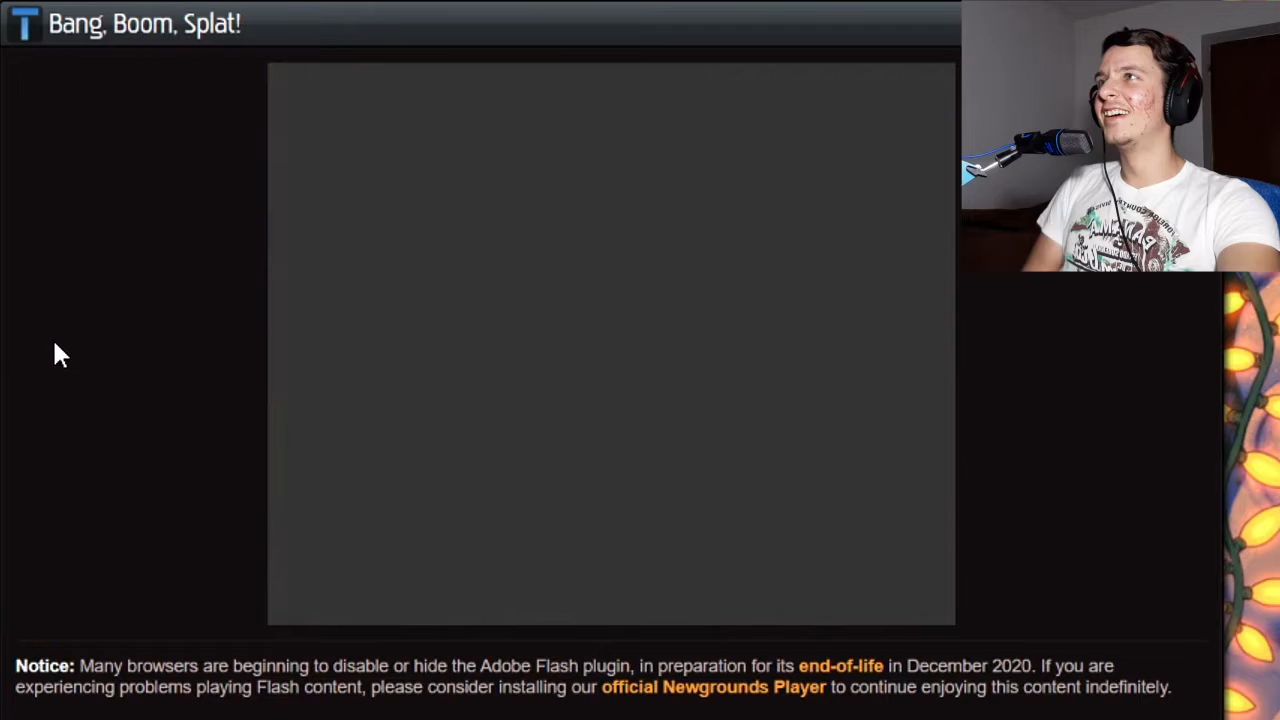 Bang, Boom, Splat!
PANAMA
Notice: Many browsers are beginning to disable or hide the Adobe Flash plugin, in preparation for its end-of-life in December 2020. If you are
experiencing problems playing Flash content, please consider installing our official Newgrounds Player to continue enjoying this content indefinitely.